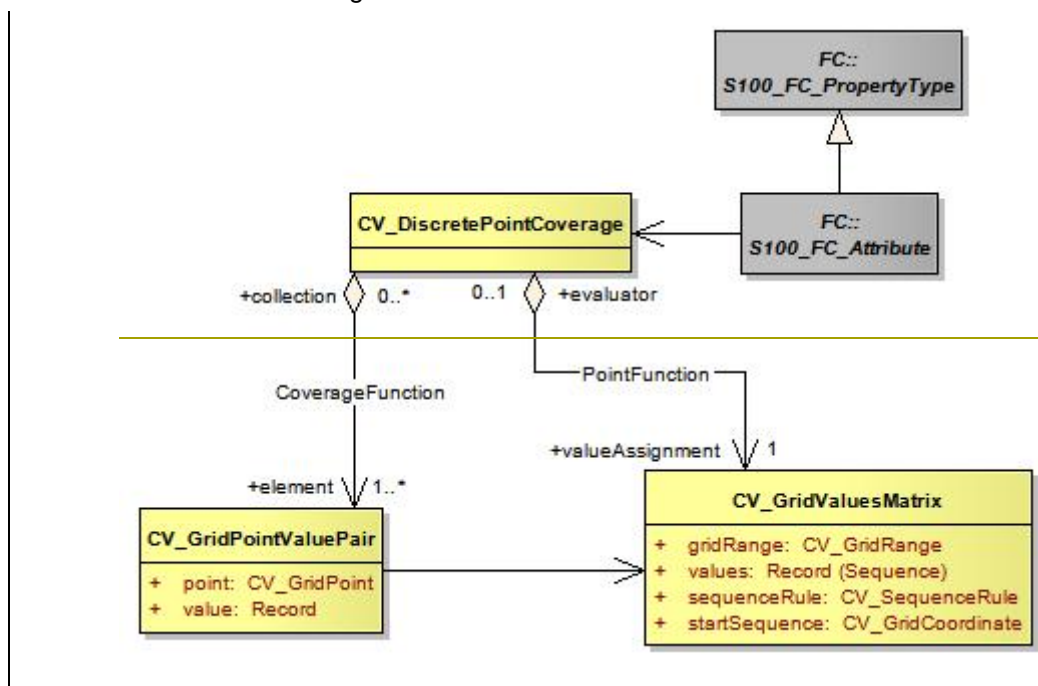 FC::
S100_FC_PropertyType
CV_DiscretePointCoverage
FC::
S100_FC_Attribute
+collection 0..* 0..1 +evaluator
PointFunction
CoverageFunction
+valueAssignment 1
+element 1..*
CV_GridValuesMatrix
+ gridRange: CV_GridRange
+ values: Record (Sequence)
+ sequenceRule: CV_SequenceRule
+ startSequence: CV_GridCoordinate
CV_GridPointValuePair
+ point: CV_GridPoint
+ value: Record